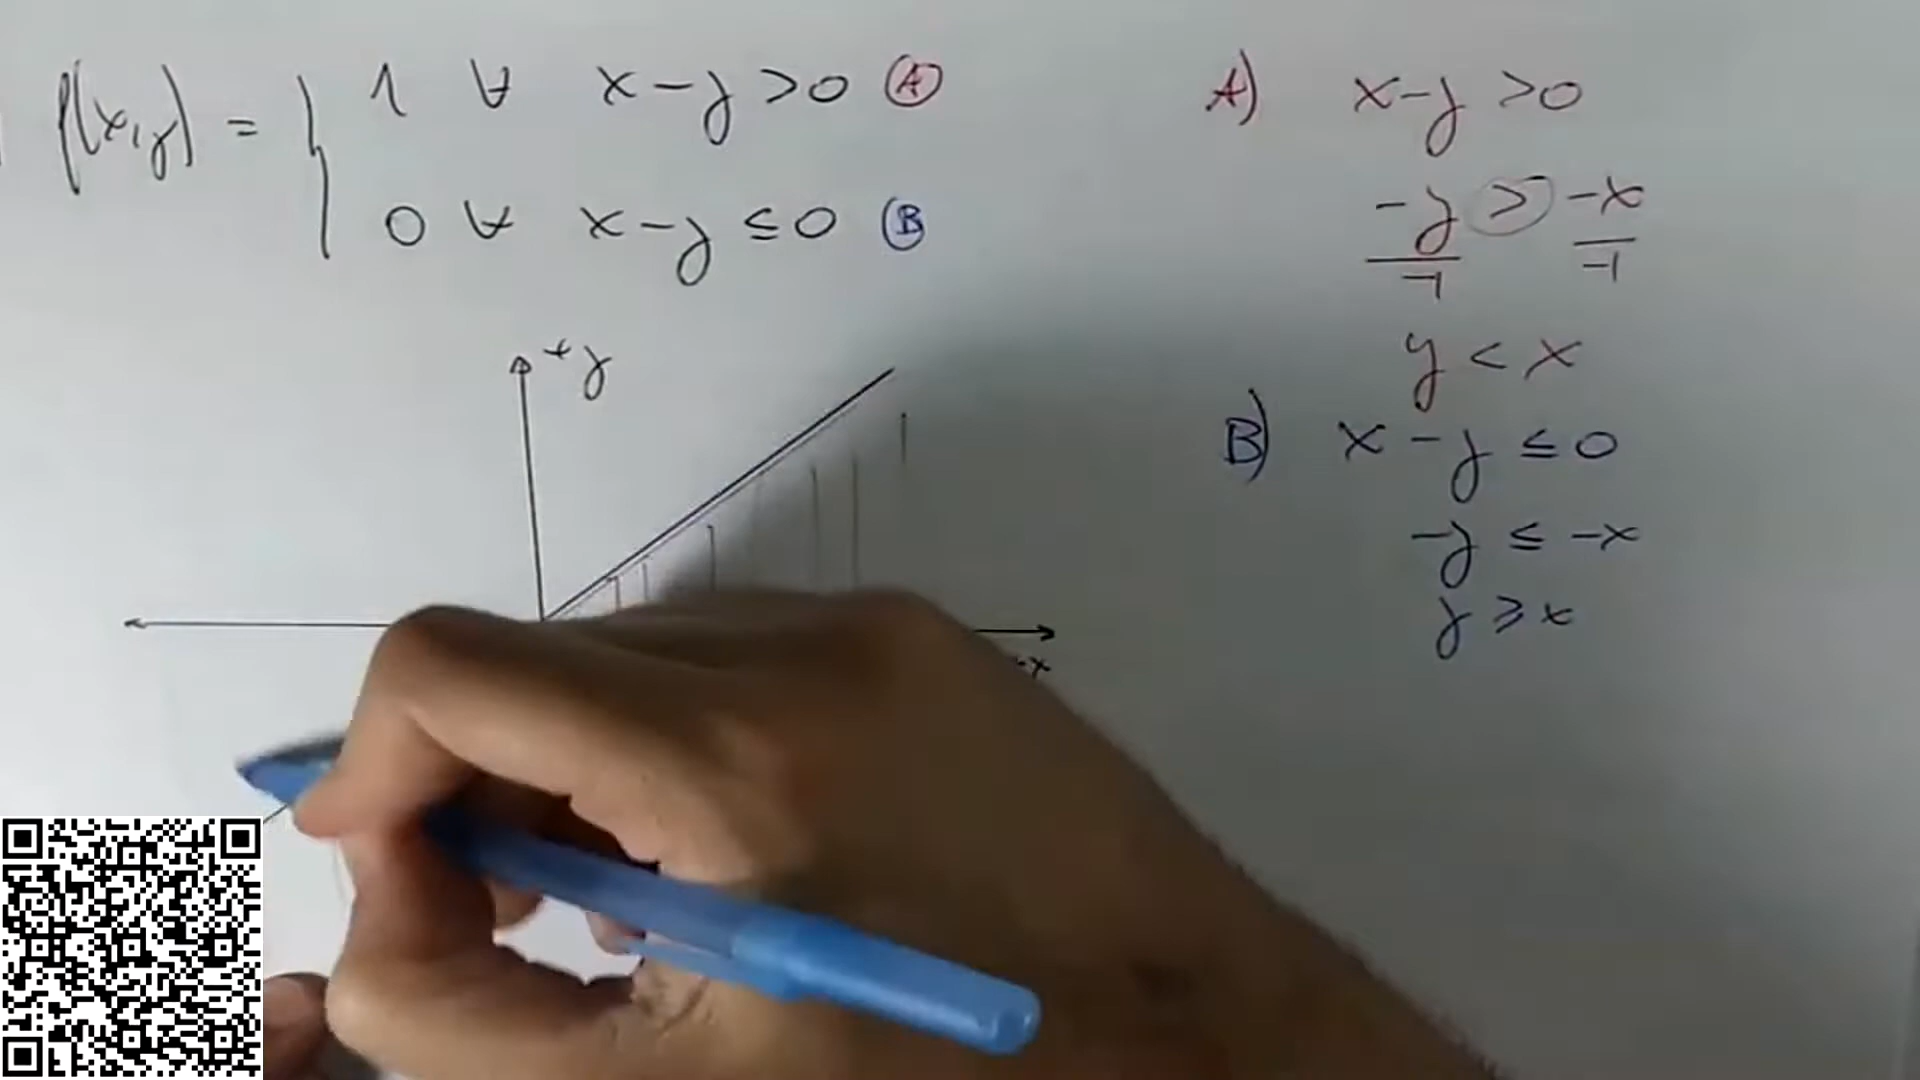 f(x,y) = { 1 ∀ x-y >0 Ⓐ
0 ∀ x-y ≤ 0 Ⓑ
+y
+x
A) x-y >0
-y > -x
-1 -1
y < x
B) x - y ≤ 0
-y ≤ -x
y ≥ x